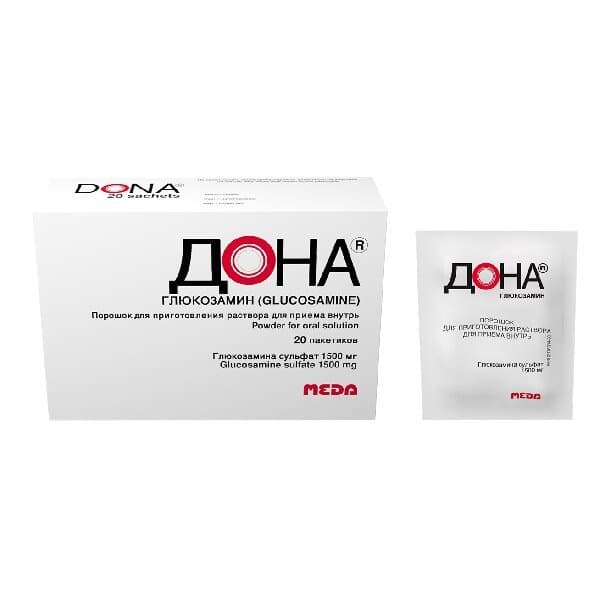 DONA®
20 sachets
ДОНА®
ГЛЮКОЗАМИН (GLUCOSAMINE)
Порошок для приготовления раствора для приема внутрь
Powder for oral solution
20 пакетиков
Глюкозамина сульфат 1500 мг
Glucosamine sulfate 1500 mg
MEDA
ДОНА®
ГЛЮКОЗАМИН
ПОРОШОК
ДЛЯ ПРИГОТОВЛЕНИЯ РАСТВОРА
ДЛЯ ПРИЕМА ВНУТРЬ
Глюкозамина сульфат
1500 мг
MEDA